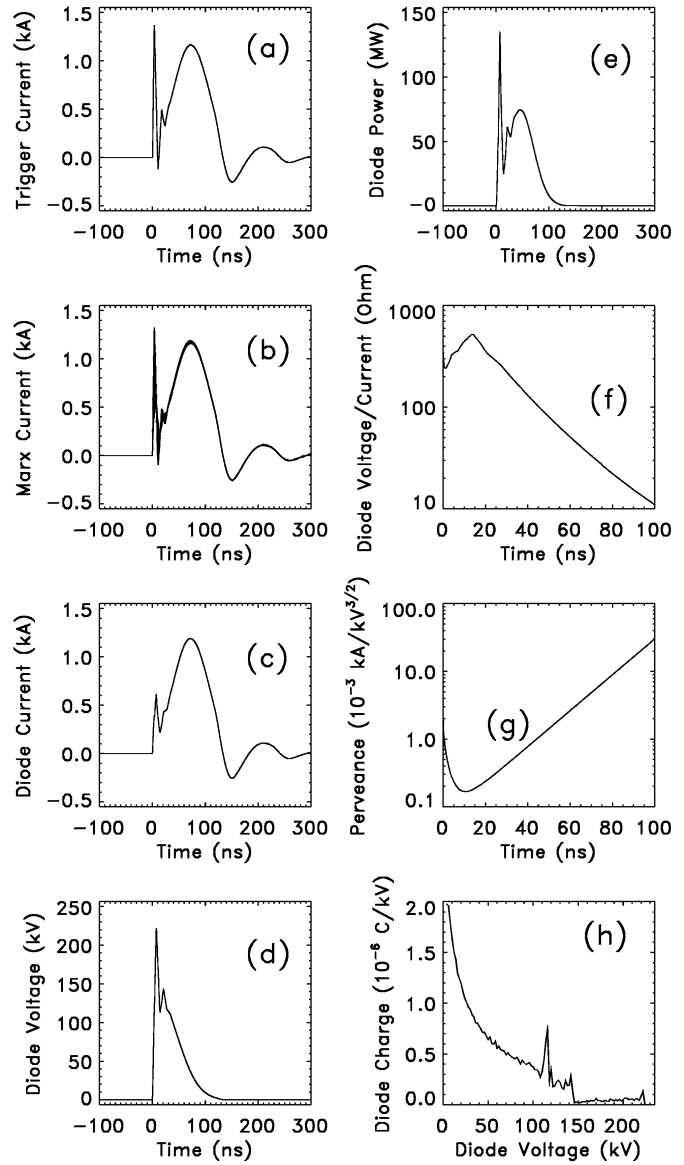 Trigger Current (kA)
1.5
1.0
0.5
0.0
−0.5
(a)
−100 0 100 200 300
Time (ns)
Marx Current (kA)
1.5
1.0
0.5
0.0
−0.5
(b)
−100 0 100 200 300
Time (ns)
Diode Current (kA)
1.5
1.0
0.5
0.0
−0.5
(c)
−100 0 100 200 300
Time (ns)
Diode Voltage (kV)
250
200
150
100
50
0
(d)
−100 0 100 200 300
Time (ns)
Diode Power (MW)
150
100
50
−0
(e)
−100 0 100 200 300
Time (ns)
Diode Voltage/Current (Ohm)
1000
100
10
(f)
0 20 40 60 80 100
Time (ns)
Perveance (10⁻³ kA/kV³ᐟ²)
100.0
10.0
1.0
0.1
(g)
0 20 40 60 80 100
Time (ns)
Diode Charge (10⁻⁶ C/kV)
2.0
1.5
1.0
0.5
0.0
(h)
0 50 100 150 200
Diode Voltage (kV)